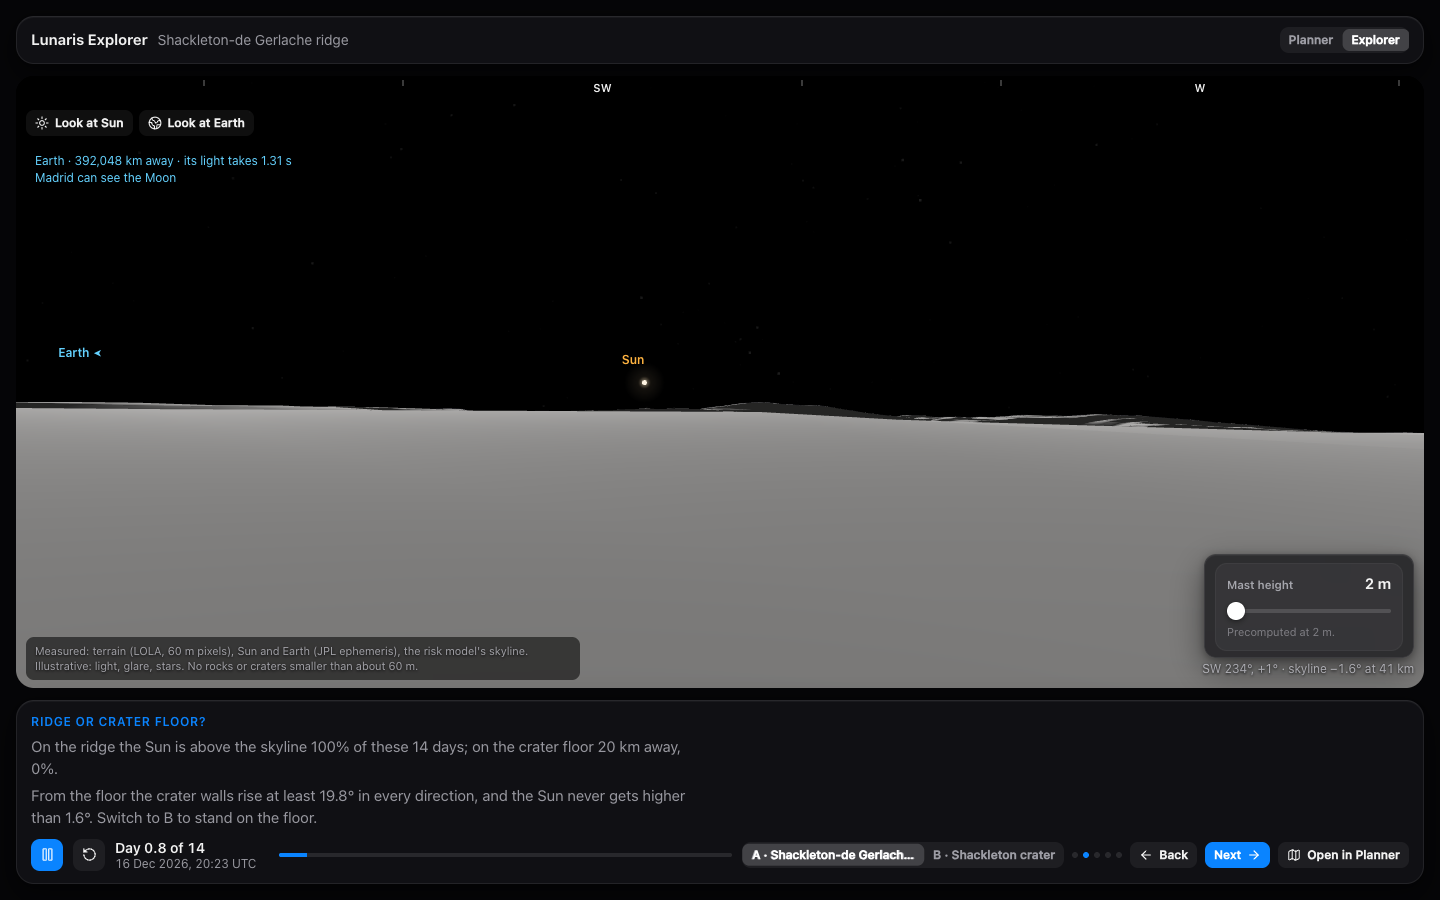 Lunaris Explorer Shackleton-de Gerlache ridge
Planner Explorer
SW W
Look at Sun Look at Earth
Earth · 392,048 km away · its light takes 1.31 s
Madrid can see the Moon
Earth
Sun
Mast height 2 m
Precomputed at 2 m.
Measured: terrain (LOLA, 60 m pixels), Sun and Earth (JPL ephemeris), the risk model's skyline.
Illustrative: light, glare, stars. No rocks or craters smaller than about 60 m.
SW 234°, +1° · skyline −1.6° at 41 km
RIDGE OR CRATER FLOOR?
On the ridge the Sun is above the skyline 100% of these 14 days; on the crater floor 20 km away,
0%.
From the floor the crater walls rise at least 19.8° in every direction, and the Sun never gets higher
than 1.6°. Switch to B to stand on the floor.
Day 0.8 of 14
16 Dec 2026, 20:23 UTC
A · Shackleton-de Gerlach... B · Shackleton crater
Back Next Open in Planner